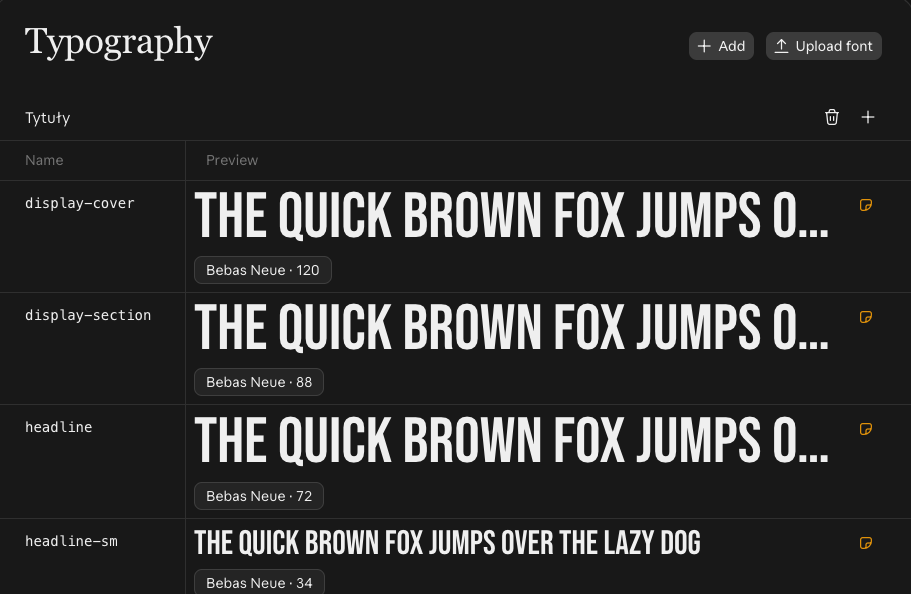 Typography
Add
Upload font
Tytuły
Name
Preview
display-cover
THE QUICK BROWN FOX JUMPS O...
Bebas Neue · 120
display-section
THE QUICK BROWN FOX JUMPS O...
Bebas Neue · 88
headline
THE QUICK BROWN FOX JUMPS O...
Bebas Neue · 72
headline-sm
THE QUICK BROWN FOX JUMPS OVER THE LAZY DOG
Bebas Neue · 34